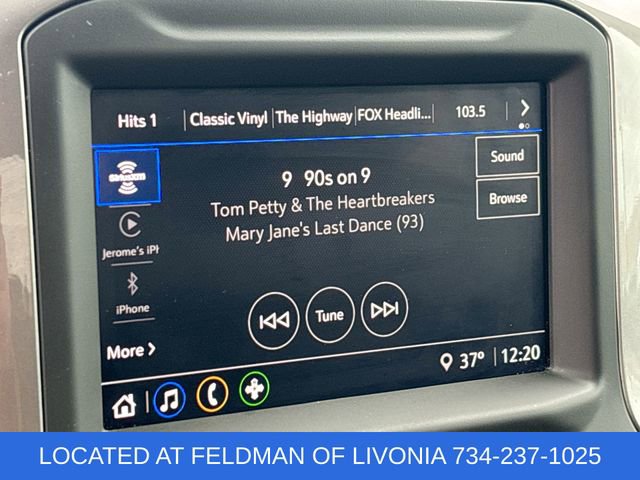 Hits 1 Classic Vinyl The Highway FOX Headli... 103.5
SiriusXM
9 90s on 9
Sound
Tom Petty & The Heartbreakers
Browse
Mary Jane's Last Dance (93)
Jerome's iPh
iPhone
Tune
More
37° 12:20
LOCATED AT FELDMAN OF LIVONIA 734-237-1025